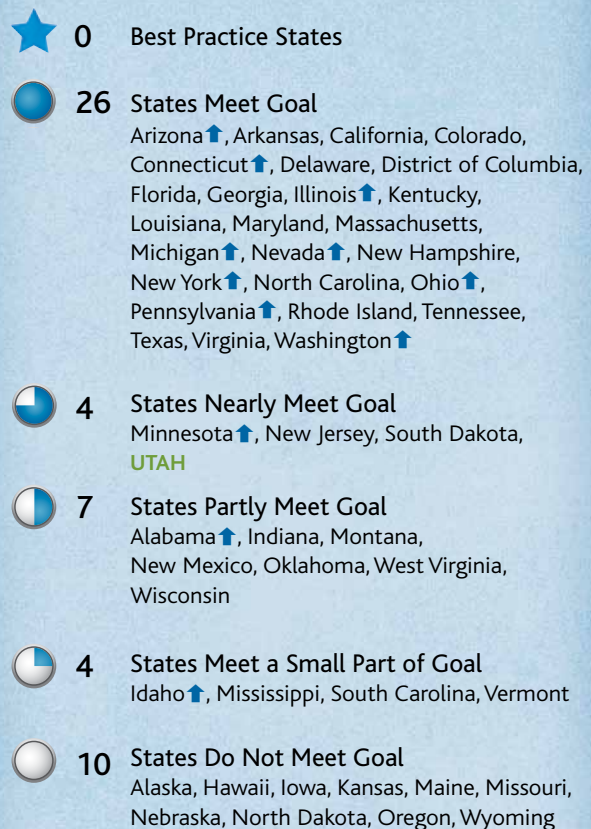 0 Best Practice States
26 States Meet Goal
Arizona⬆, Arkansas, California, Colorado,
Connecticut⬆, Delaware, District of Columbia,
Florida, Georgia, Illinois⬆, Kentucky,
Louisiana, Maryland, Massachusetts,
Michigan⬆, Nevada⬆, New Hampshire,
New York⬆, North Carolina, Ohio⬆,
Pennsylvania⬆, Rhode Island, Tennessee,
Texas, Virginia, Washington⬆
4 States Nearly Meet Goal
Minnesota⬆, New Jersey, South Dakota,
UTAH
7 States Partly Meet Goal
Alabama⬆, Indiana, Montana,
New Mexico, Oklahoma, West Virginia,
Wisconsin
4 States Meet a Small Part of Goal
Idaho⬆, Mississippi, South Carolina, Vermont
10 States Do Not Meet Goal
Alaska, Hawaii, Iowa, Kansas, Maine, Missouri,
Nebraska, North Dakota, Oregon, Wyoming